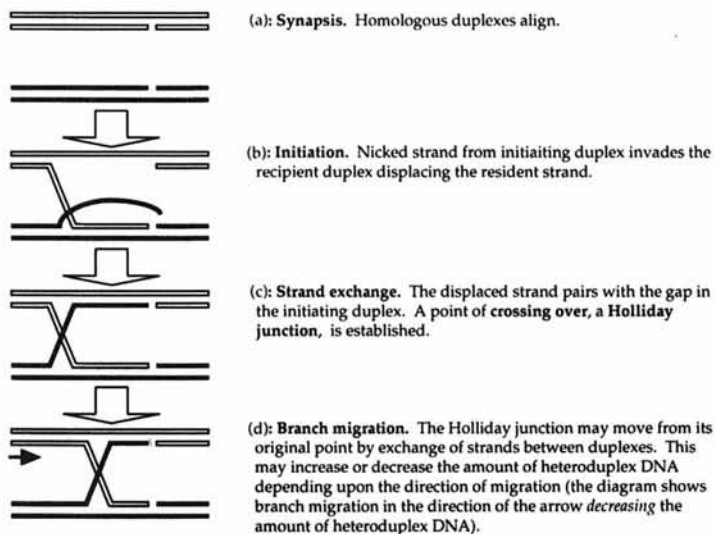 (a): Synapsis. Homologous duplexes align.
(b): Initiation. Nicked strand from initiaiting duplex invades the
recipient duplex displacing the resident strand.
(c): Strand exchange. The displaced strand pairs with the gap in
the initiating duplex. A point of crossing over, a Holliday
junction, is established.
(d): Branch migration. The Holliday junction may move from its
original point by exchange of strands between duplexes. This
may increase or decrease the amount of heteroduplex DNA
depending upon the direction of migration (the diagram shows
branch migration in the direction of the arrow decreasing the
amount of heteroduplex DNA).